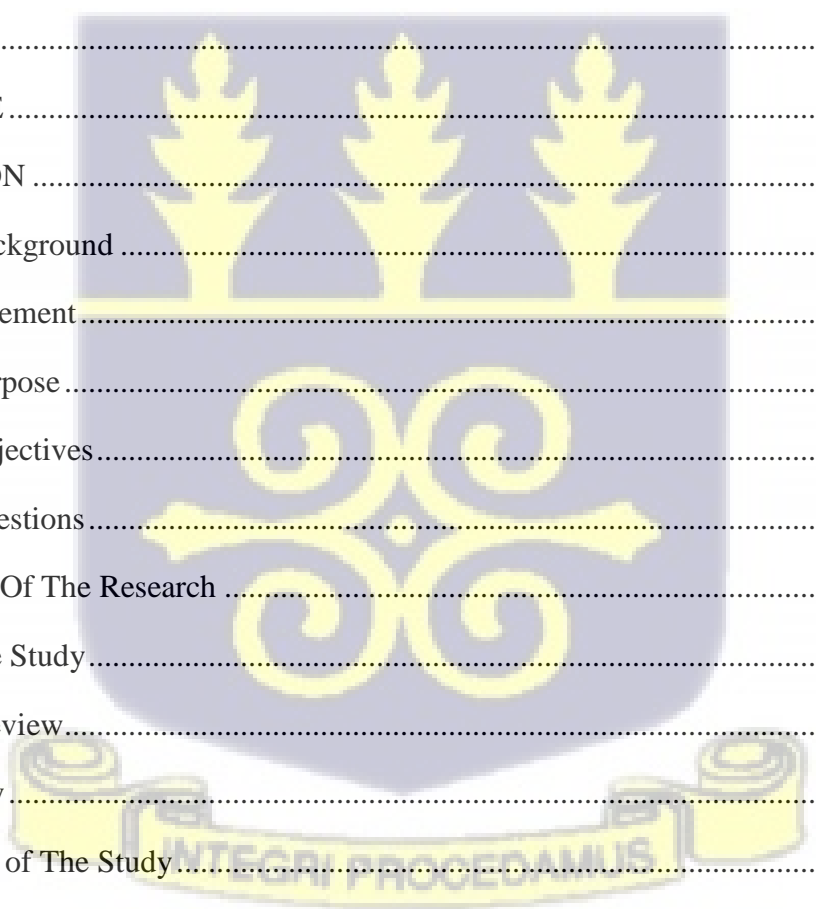 ..........................................................................................
E ..........................................................................................
ON ..........................................................................................
ckground ..........................................................................................
ement ..........................................................................................
rpose ..........................................................................................
jectives ..........................................................................................
estions ..........................................................................................
Of The Research ..........................................................................................
e Study ..........................................................................................
view ..........................................................................................
..........................................................................................
of The Study ..........................................................................................
INTEGRI PROCEDAMUS